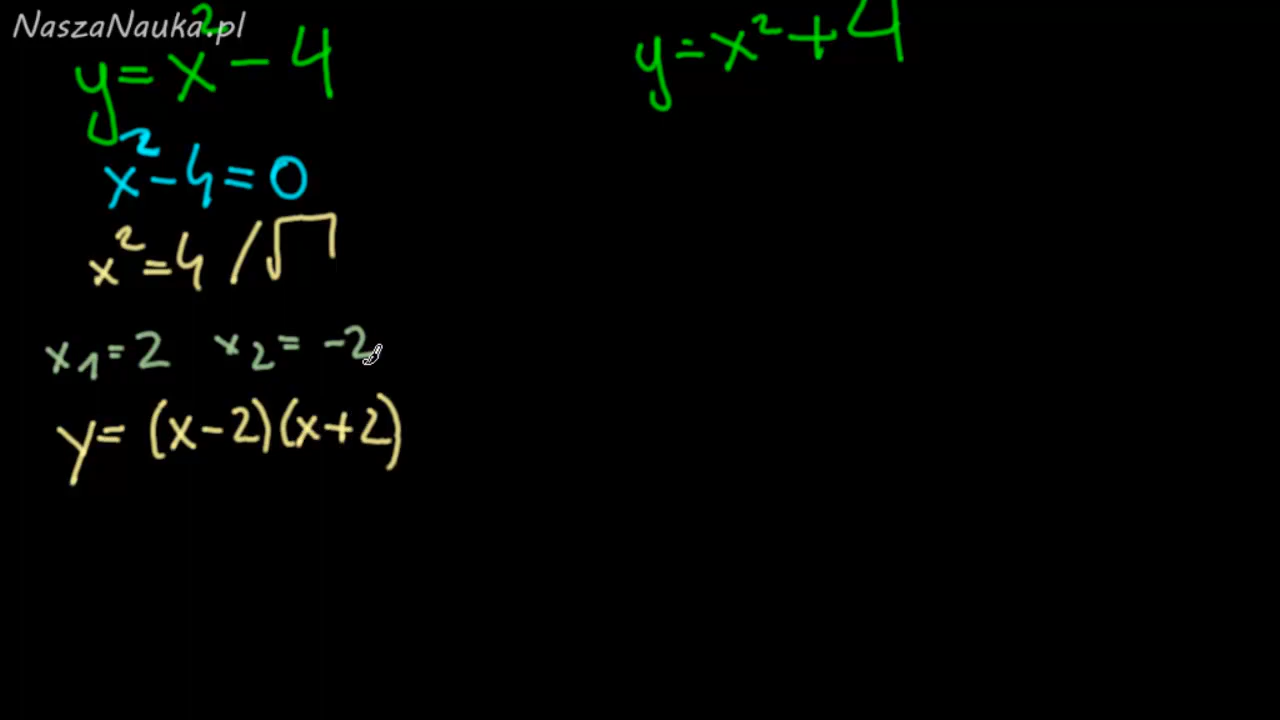 NaszaNauka.pl
y = x² - 4
x² - 4 = 0
x² = 4 / √
x₁ = 2 x₂ = -2
y = (x - 2)(x + 2)
y = x² + 4